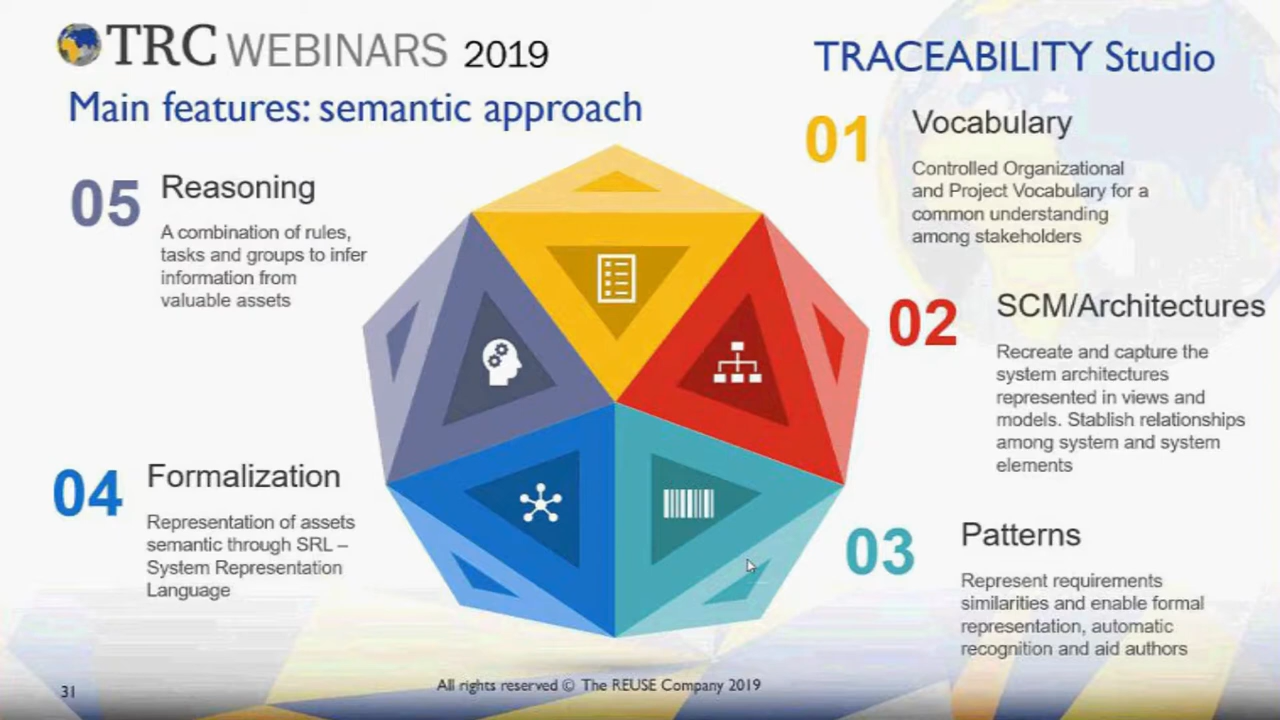 TRC WEBINARS 2019
TRACEABILITY Studio
Main features: semantic approach
01
Vocabulary
Controlled Organizational
and Project Vocabulary for a
common understanding
among stakeholders
02
SCM/Architectures
Recreate and capture the
system architectures
represented in views and
models. Stablish relationships
among system and system
elements
03
Patterns
Represent requirements
similarities and enable formal
representation, automatic
recognition and aid authors
04
Formalization
Representation of assets
semantic through SRL –
System Representation
Language
05
Reasoning
A combination of rules,
tasks and groups to infer
information from
valuable assets
31
All rights reserved © The REUSE Company 2019